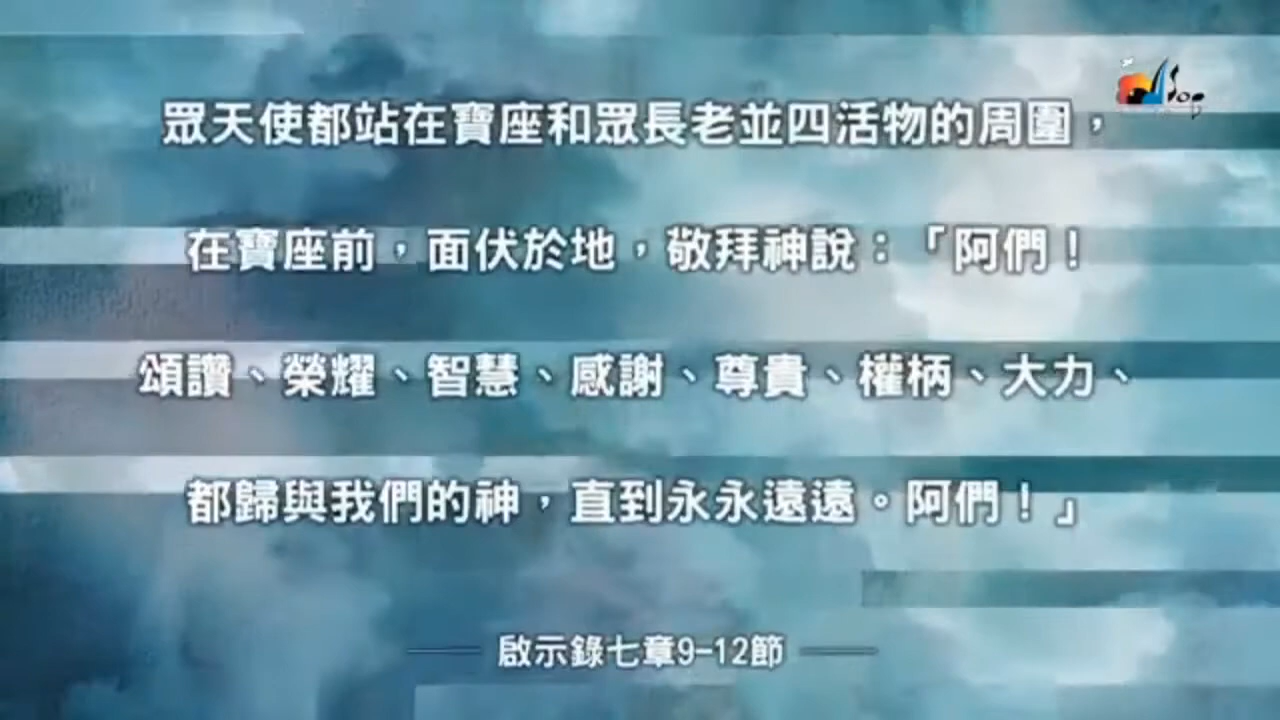 眾天使都站在寶座和眾長老並四活物的周圍，
在寶座前，面伏於地，敬拜神說：「阿們！
頌讚、榮耀、智慧、感謝、尊貴、權柄、大力、
都歸與我們的神，直到永永遠遠。阿們！』
啟示錄七章9-12節